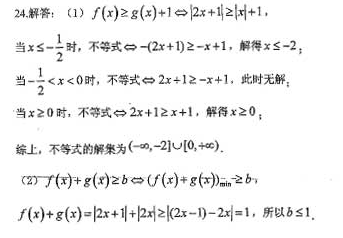 24.解答：（1） f(x)≥g(x)+1⇔|2x+1|≥|x|+1，
当x≤-1/2时，不等式⇔-(2x+1)≥-x+1，解得x≤-2；
当-1/2<x<0时，不等式⇔2x+1≥-x+1，此时无解；
当x≥0时，不等式⇔2x+1≥x+1，解得x≥0；
综上，不等式的解集为(-∞,-2]∪[0,+∞).
（2）f(x)+g(x)≥b⇔(f(x)+g(x))min≥b，
f(x)+g(x)=|2x+1|+|2x|≥|(2x-1)-2x|=1，所以b≤1.